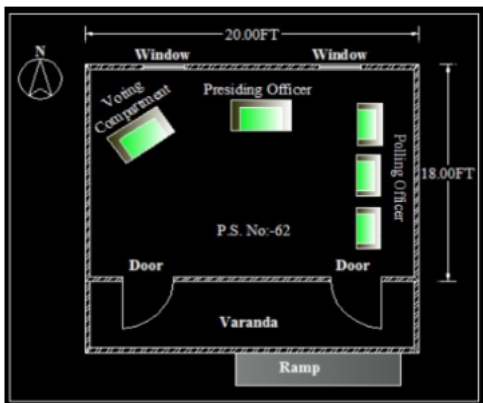 20.00FT
N
Window
Window
Voting
Compartment
Presiding Officer
Polling Officer
18.00FT
P.S. No:-62
Door
Door
Varanda
Ramp